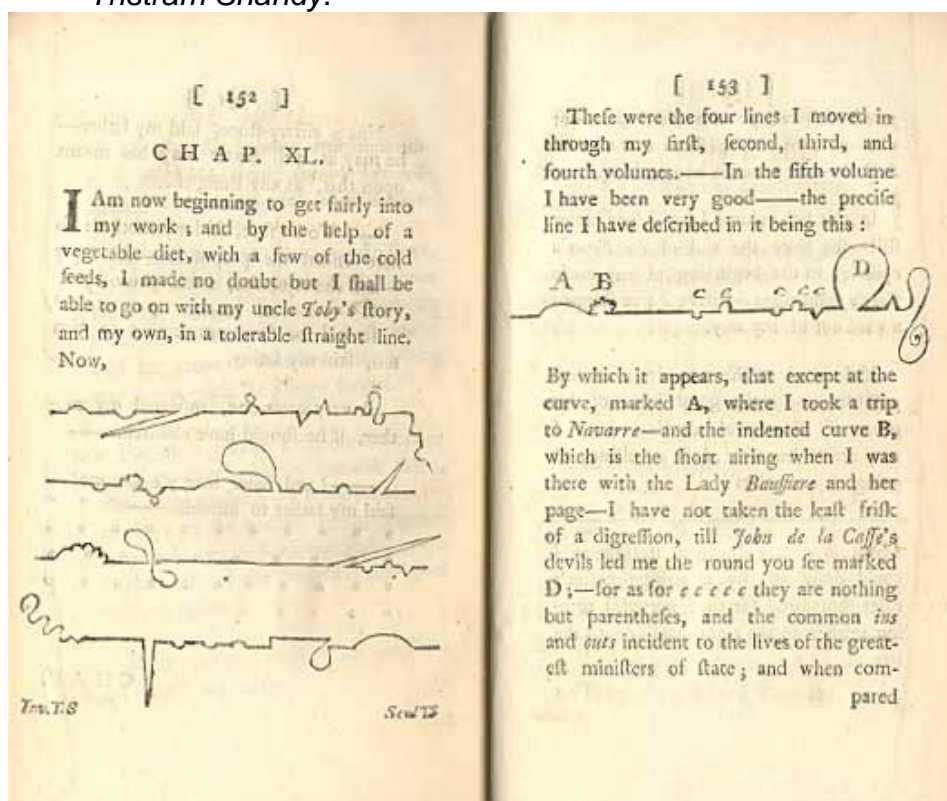 Tristram Shandy.
[ 152 ]
C H A P. XL.
I Am now beginning to get fairly into
my work ; and by the help of a
vegetable diet, with a few of the cold
ſeeds, I made no doubt but I ſhall be
able to go on with my uncle Toby's ſtory,
and my own, in a tolerable ſtraight line.
Now,
Inv.T.S
Scul TS
[ 153 ]
Theſe were the four lines I moved in
through my firſt, ſecond, third, and
fourth volumes.——In the fifth volume
I have been very good——the preciſe
line I have deſcribed in it being this :
A B c c c c c D
By which it appears, that except at the
curve, marked A, where I took a trip
to Navarre—and the indented curve B,
which is the ſhort airing when I was
there with the Lady Bauſſiere and her
page—I have not taken the leaſt friſk
of a digreſſion, till John de la Caſſe's
devils led me the round you ſee marked
D ;—for as for c c c c c they are nothing
but parentheſes, and the common ins
and outs incident to the lives of the great-
eſt miniſters of ſtate ; and when com-
pared